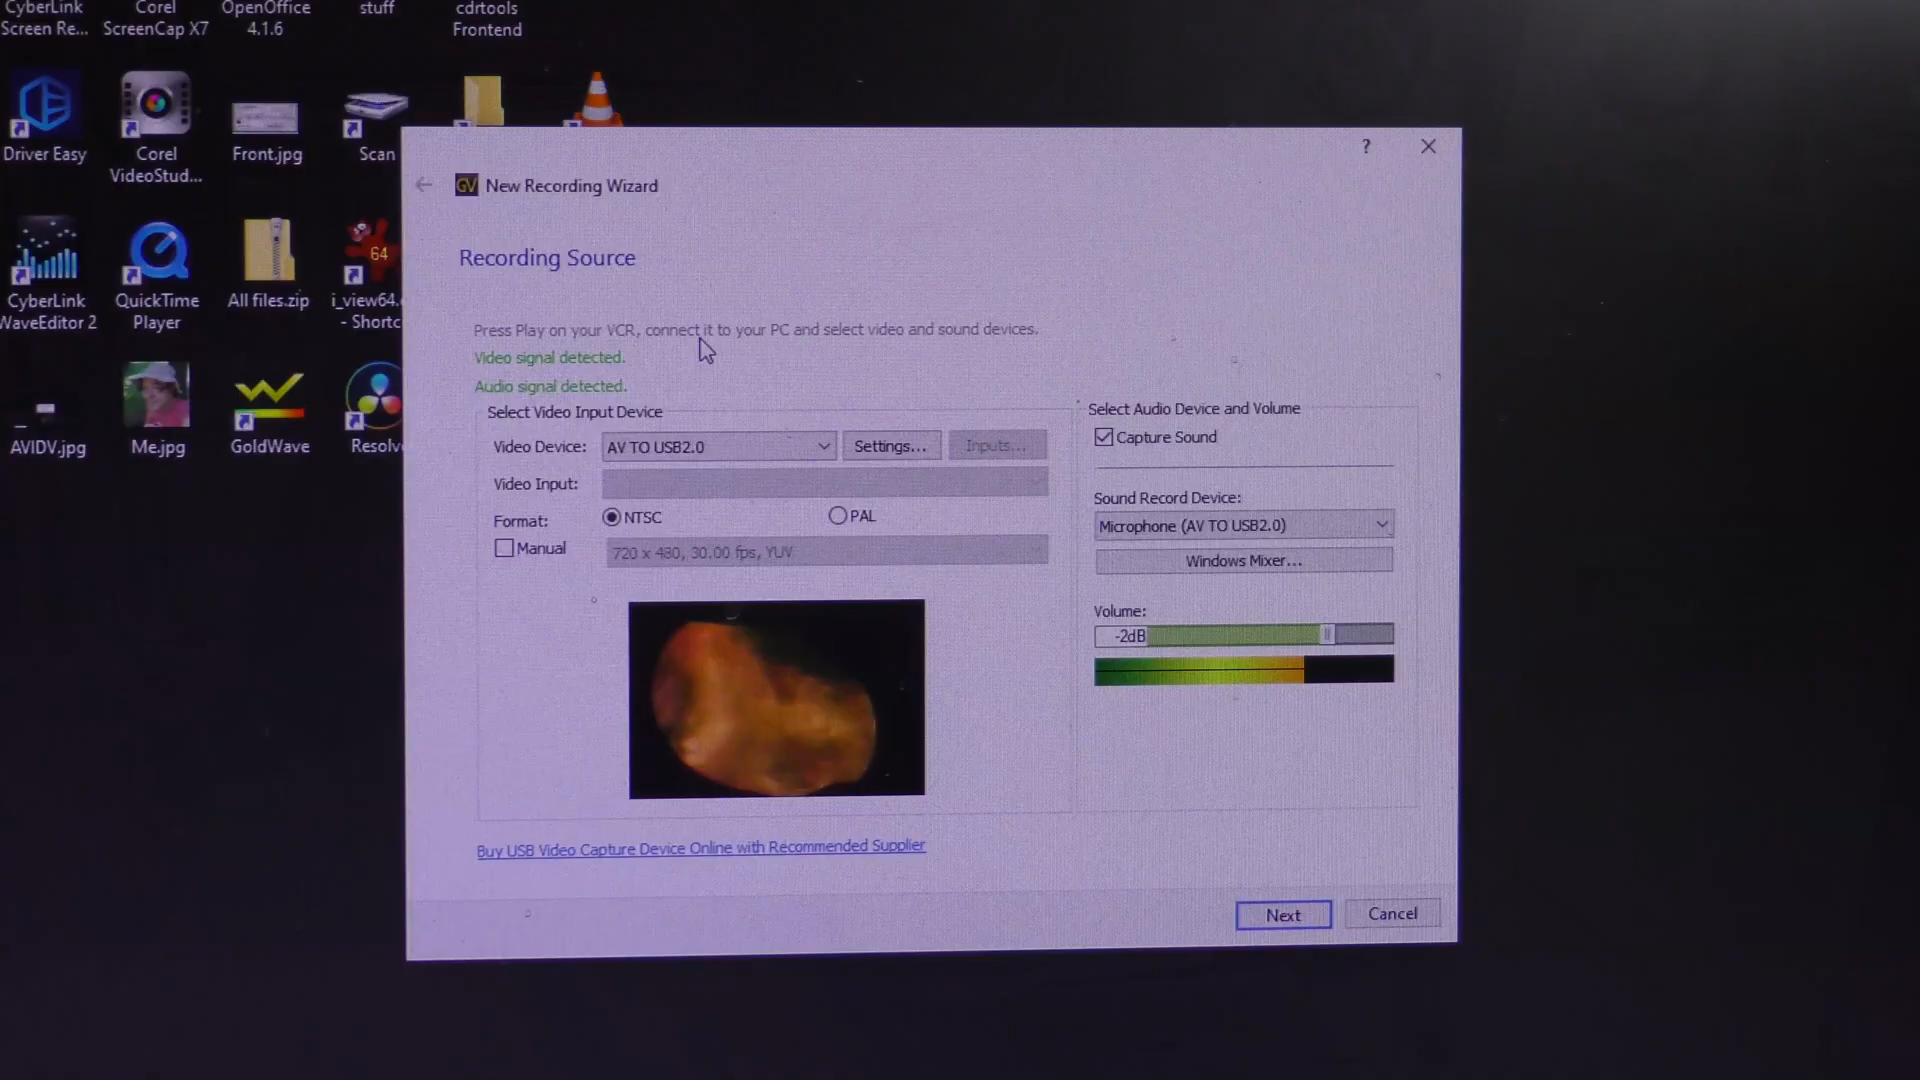 CyberLink
Screen Re...
Corel
ScreenCap X7
OpenOffice
4.1.6
stuff
cdrtools
Frontend
Driver Easy
Corel
VideoStud...
Front.jpg
Scan
CyberLink
WaveEditor 2
QuickTime
Player
All files.zip
64
i_view64.
- Shortc
AVIDV.jpg
Me.jpg
GoldWave
Resolv
?
GV New Recording Wizard
Recording Source
Press Play on your VCR, connect it to your PC and select video and sound devices.
Video signal detected.
Audio signal detected.
Select Video Input Device
Video Device: AV TO USB2.0 Settings... Inputs...
Video Input:
Format: NTSC PAL
Manual 720 x 480, 30.00 fps, YUV
Select Audio Device and Volume
Capture Sound
Sound Record Device:
Microphone (AV TO USB2.0)
Windows Mixer...
Volume:
-2dB
Buy USB Video Capture Device Online with Recommended Supplier
Next Cancel